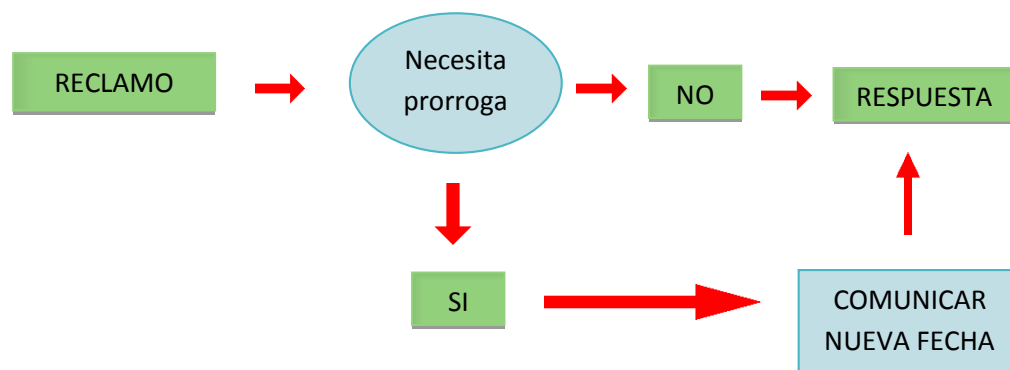 RECLAMO
Necesita
prorroga
NO
RESPUESTA
SI
COMUNICAR
NUEVA FECHA